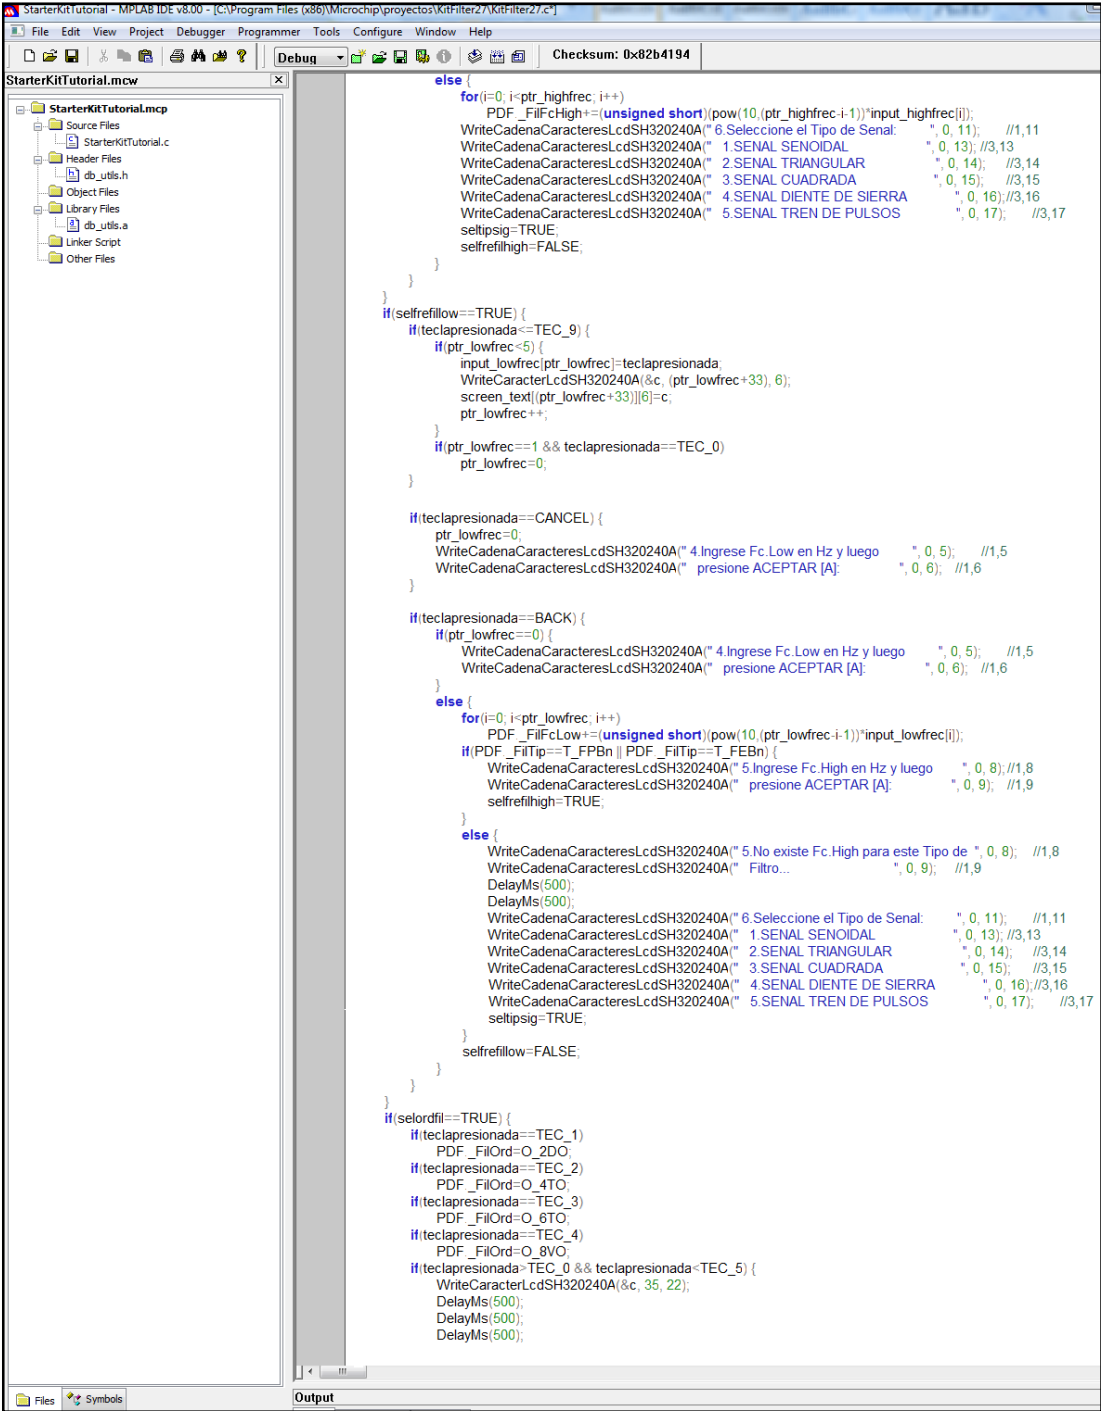 StarterKitTutorial - MPLAB IDE v8.00 - [C:\Program Files (x86)\Microchip\proyectos\KitFilter27\KitFilter27.c*]
File Edit View Project Debugger Programmer Tools Configure Window Help
Debug Checksum: 0x82b4194
StarterKitTutorial.mcw
StarterKitTutorial.mcp
Source Files
StarterKitTutorial.c
Header Files
db_utils.h
Object Files
Library Files
db_utils.a
Linker Script
Other Files
else {
for(i=0; i<ptr_highfrec; i++)
PDF._FilFcHigh+=(unsigned short)(pow(10,(ptr_highfrec-i-1))*input_highfrec[i]);
WriteCadenaCaracteresLcdSH320240A(" 6.Seleccione el Tipo de Senal: ", 0, 11); //1,11
WriteCadenaCaracteresLcdSH320240A(" 1.SENAL SENOIDAL ", 0, 13); //3,13
WriteCadenaCaracteresLcdSH320240A(" 2.SENAL TRIANGULAR ", 0, 14); //3,14
WriteCadenaCaracteresLcdSH320240A(" 3.SENAL CUADRADA ", 0, 15); //3,15
WriteCadenaCaracteresLcdSH320240A(" 4.SENAL DIENTE DE SIERRA ", 0, 16);//3,16
WriteCadenaCaracteresLcdSH320240A(" 5.SENAL TREN DE PULSOS ", 0, 17); //3,17
seltipsig=TRUE;
selfrefilhigh=FALSE;
}
}
}
if(selfrefillow==TRUE) {
if(teclapresionada<=TEC_9) {
if(ptr_lowfrec<5) {
input_lowfrec[ptr_lowfrec]=teclapresionada;
WriteCaracterLcdSH320240A(&c, (ptr_lowfrec+33), 6);
screen_text[(ptr_lowfrec+33)][6]=c;
ptr_lowfrec++;
}
if(ptr_lowfrec==1 && teclapresionada==TEC_0)
ptr_lowfrec=0;
}
if(teclapresionada==CANCEL) {
ptr_lowfrec=0;
WriteCadenaCaracteresLcdSH320240A(" 4.Ingrese Fc.Low en Hz y luego ", 0, 5); //1,5
WriteCadenaCaracteresLcdSH320240A(" presione ACEPTAR [A]: ", 0, 6); //1,6
}
if(teclapresionada==BACK) {
if(ptr_lowfrec==0) {
WriteCadenaCaracteresLcdSH320240A(" 4.Ingrese Fc.Low en Hz y luego ", 0, 5); //1,5
WriteCadenaCaracteresLcdSH320240A(" presione ACEPTAR [A]: ", 0, 6); //1,6
}
else {
for(i=0; i<ptr_lowfrec; i++)
PDF._FilFcLow+=(unsigned short)(pow(10,(ptr_lowfrec-i-1))*input_lowfrec[i]);
if(PDF._FilTip==T_FPBn || PDF._FilTip==T_FEBn) {
WriteCadenaCaracteresLcdSH320240A(" 5.Ingrese Fc.High en Hz y luego ", 0, 8);//1,8
WriteCadenaCaracteresLcdSH320240A(" presione ACEPTAR [A]: ", 0, 9); //1,9
selfrefilhigh=TRUE;
}
else {
WriteCadenaCaracteresLcdSH320240A(" 5.No existe Fc.High para este Tipo de ", 0, 8); //1,8
WriteCadenaCaracteresLcdSH320240A(" Filtro... ", 0, 9); //1,9
DelayMs(500);
DelayMs(500);
WriteCadenaCaracteresLcdSH320240A(" 6.Seleccione el Tipo de Senal: ", 0, 11); //1,11
WriteCadenaCaracteresLcdSH320240A(" 1.SENAL SENOIDAL ", 0, 13); //3,13
WriteCadenaCaracteresLcdSH320240A(" 2.SENAL TRIANGULAR ", 0, 14); //3,14
WriteCadenaCaracteresLcdSH320240A(" 3.SENAL CUADRADA ", 0, 15); //3,15
WriteCadenaCaracteresLcdSH320240A(" 4.SENAL DIENTE DE SIERRA ", 0, 16);//3,16
WriteCadenaCaracteresLcdSH320240A(" 5.SENAL TREN DE PULSOS ", 0, 17); //3,17
seltipsig=TRUE;
}
selfrefillow=FALSE;
}
}
}
if(selordfil==TRUE) {
if(teclapresionada==TEC_1)
PDF._FilOrd=O_2DO;
if(teclapresionada==TEC_2)
PDF._FilOrd=O_4TO;
if(teclapresionada==TEC_3)
PDF._FilOrd=O_6TO;
if(teclapresionada==TEC_4)
PDF._FilOrd=O_8VO;
if(teclapresionada>TEC_0 && teclapresionada<TEC_5) {
WriteCaracterLcdSH320240A(&c, 35, 22);
DelayMs(500);
DelayMs(500);
DelayMs(500);
Files Symbols
Output